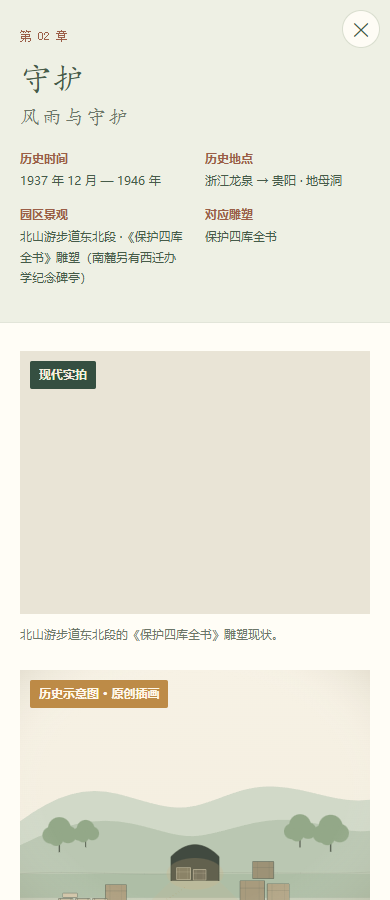 第 02 章
守护
风雨与守护
历史时间
1937 年 12 月 — 1946 年
历史地点
浙江龙泉 → 贵阳 · 地母洞
园区景观
北山游步道东北段 ·《保护四库
全书》雕塑（南麓另有西迁办
学纪念碑亭）
对应雕塑
保护四库全书
现代实拍
北山游步道东北段的《保护四库全书》雕塑现状。
历史示意图 · 原创插画